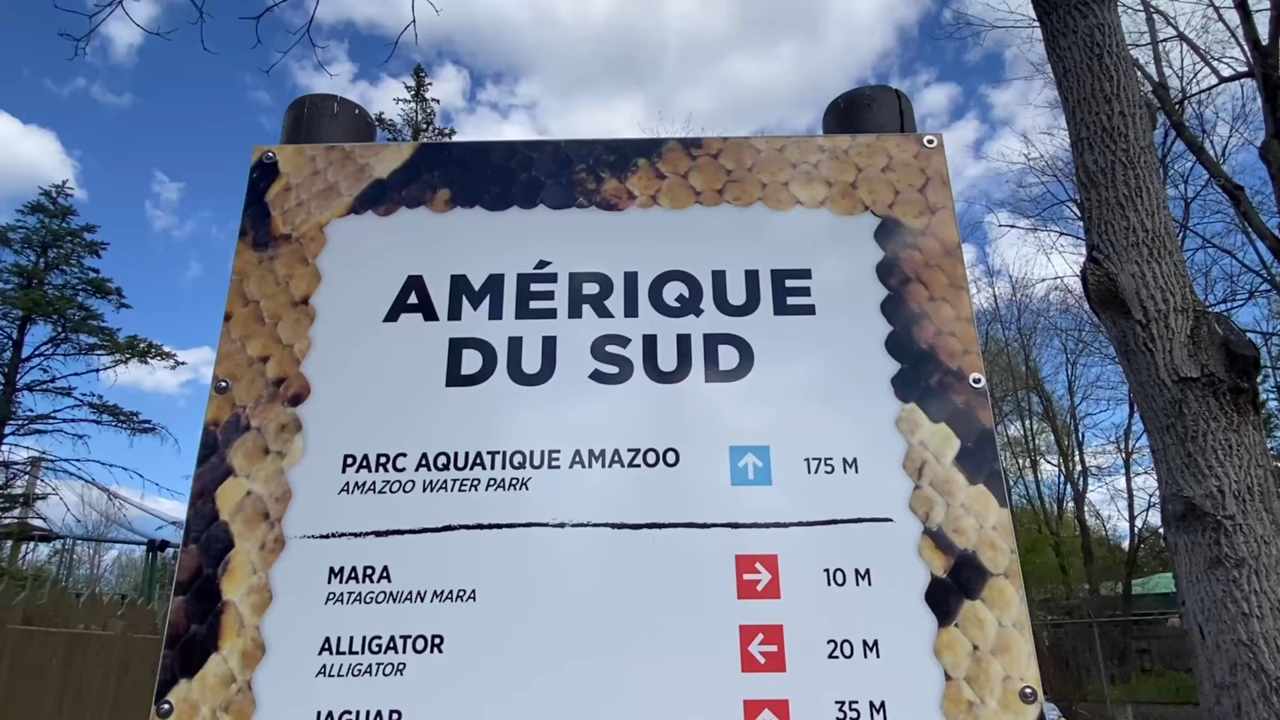 AMÉRIQUE
DU SUD
PARC AQUATIQUE AMAZOO 175 M
AMAZOO WATER PARK
MARA 10 M
PATAGONIAN MARA
ALLIGATOR 20 M
ALLIGATOR
JAGUAR 35 M